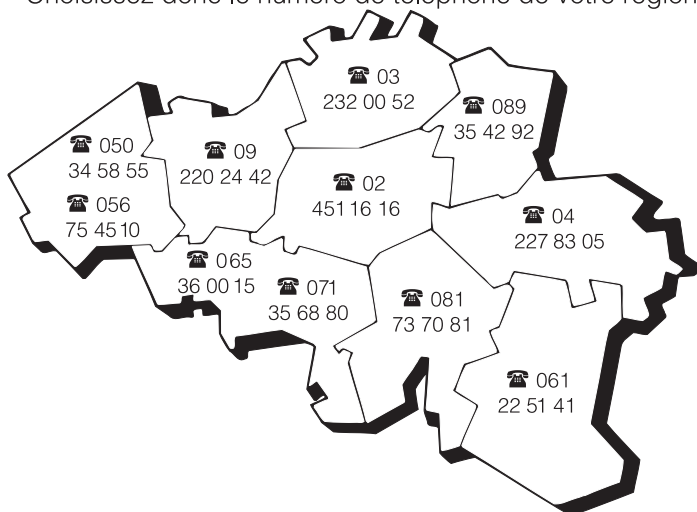 Choisissez donc le numéro de téléphone de votre région
☎ 03
232 00 52
☎ 089
35 42 92
☎ 050
34 58 55
☎ 09
220 24 42
☎ 02
451 16 16
☎ 056
75 45 10
☎ 04
227 83 05
☎ 065
36 00 15
☎ 071
35 68 80
☎ 081
73 70 81
☎ 061
22 51 41